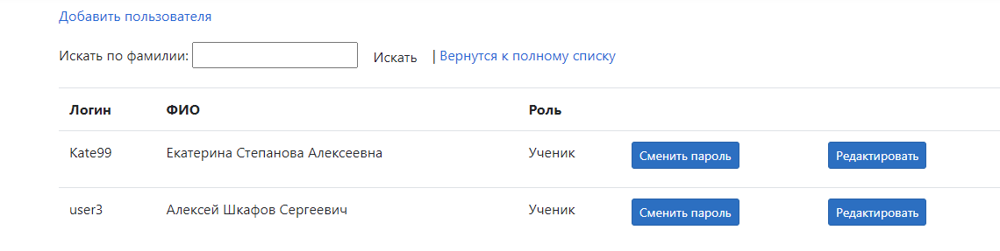 Добавить пользователя
Искать по фамилии: Искать | Вернутся к полному списку
Логин ФИО Роль
Kate99 Екатерина Степанова Алексеевна Ученик Сменить пароль Редактировать
user3 Алексей Шкафов Сергеевич Ученик Сменить пароль Редактировать